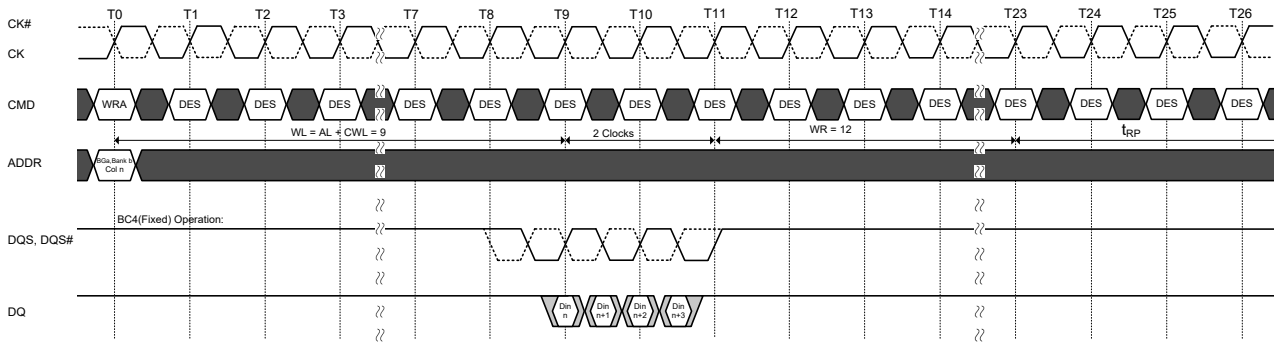 T0 T1 T2 T3 T7 T8 T9 T10 T11 T12 T13 T14 T23 T24 T25 T26
CK#
CK
CMD WRA DES DES DES DES DES DES DES DES DES DES DES DES DES DES DES
WL = AL + CWL = 9 2 Clocks WR = 12 tRP
ADDR BGa,Bank b
Col n
BC4(Fixed) Operation:
DQS, DQS#
DQ Din n Din n+1 Din n+2 Din n+3